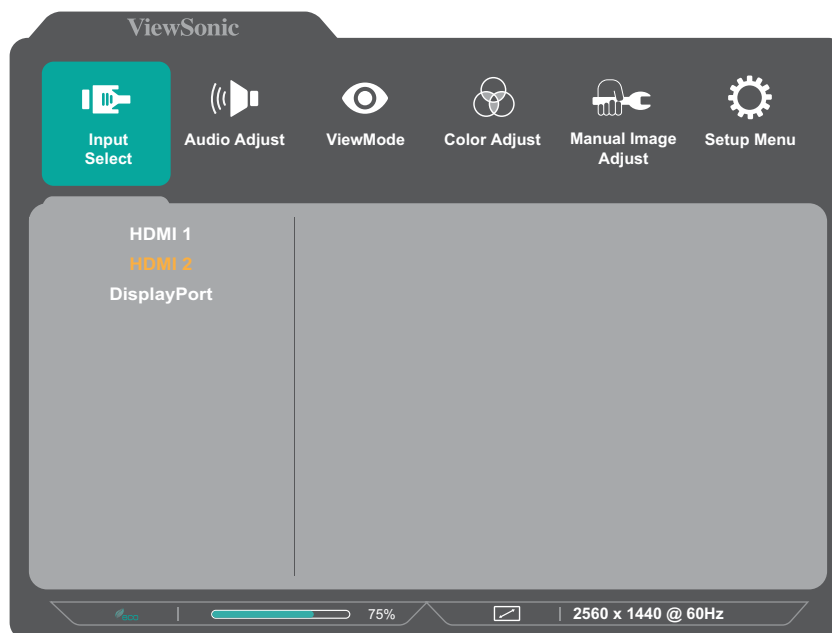 ViewSonic
Input
Select
Audio Adjust
ViewMode
Color Adjust
Manual Image
Adjust
Setup Menu
HDMI 1
HDMI 2
DisplayPort
eco
75%
2560 x 1440 @ 60Hz